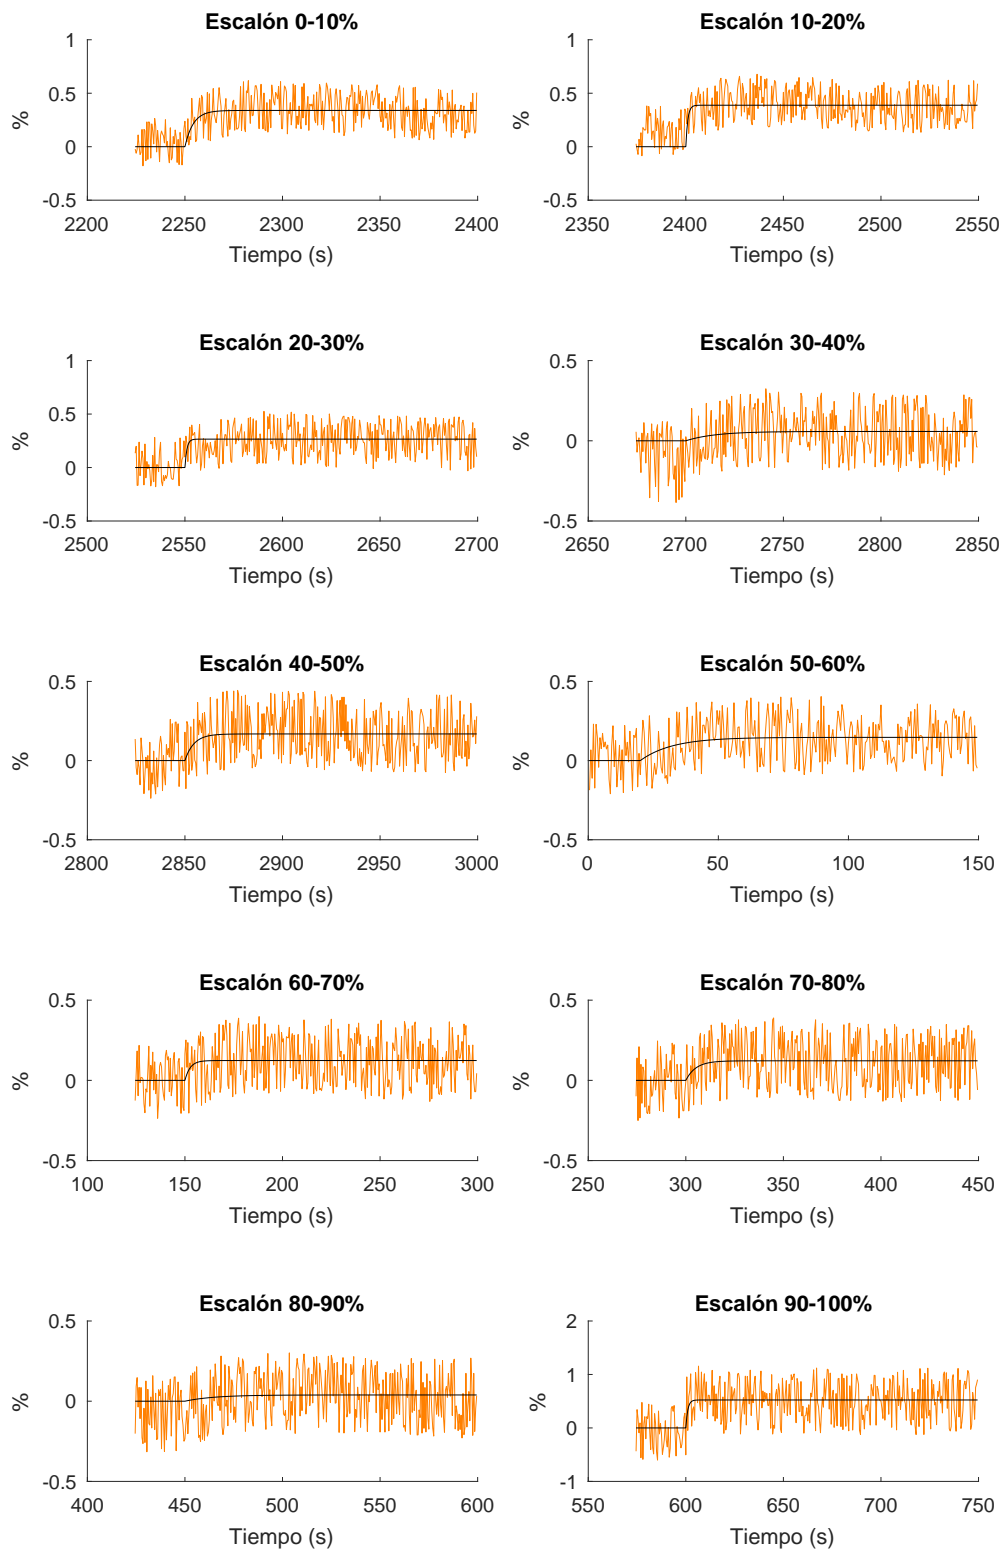 Escalón 0-10%
1
0.5
0
-0.5
%
2200 2250 2300 2350 2400
Tiempo (s)
Escalón 10-20%
1
0.5
0
-0.5
%
2350 2400 2450 2500 2550
Tiempo (s)
Escalón 20-30%
1
0.5
0
-0.5
%
2500 2550 2600 2650 2700
Tiempo (s)
Escalón 30-40%
0.5
0
-0.5
%
2650 2700 2750 2800 2850
Tiempo (s)
Escalón 40-50%
0.5
0
-0.5
%
2800 2850 2900 2950 3000
Tiempo (s)
Escalón 50-60%
0.5
0
-0.5
%
0 50 100 150
Tiempo (s)
Escalón 60-70%
0.5
0
-0.5
%
100 150 200 250 300
Tiempo (s)
Escalón 70-80%
0.5
0
-0.5
%
250 300 350 400 450
Tiempo (s)
Escalón 80-90%
0.5
0
-0.5
%
400 450 500 550 600
Tiempo (s)
Escalón 90-100%
2
1
0
-1
%
550 600 650 700 750
Tiempo (s)